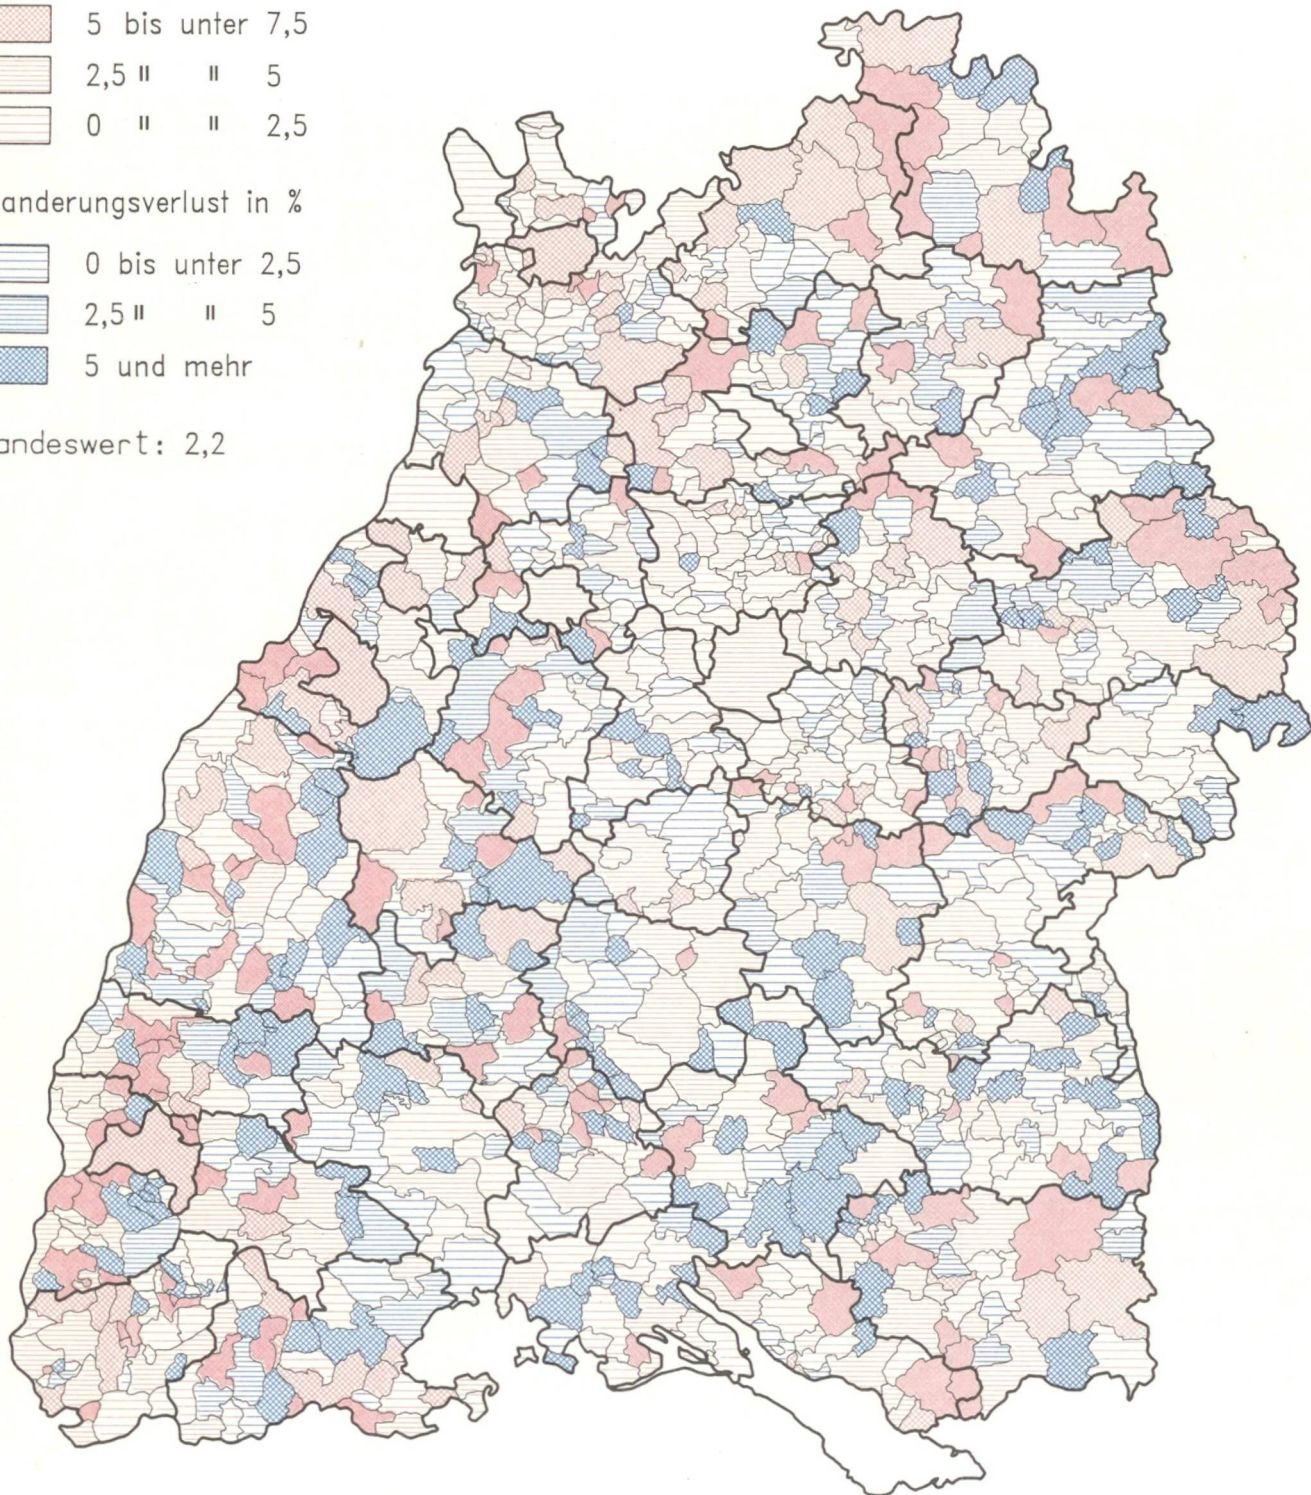 5 bis unter 7,5
2,5 " " 5
0 " " 2,5
anderungsverlust in %
0 bis unter 2,5
2,5 " " 5
5 und mehr
andeswert: 2,2